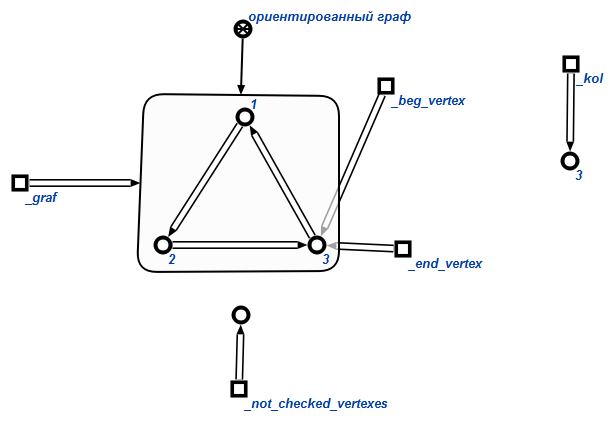 ориентированный граф
1
_kol
_beg_vertex
3
_graf
2
3
_end_vertex
_not_checked_vertexes